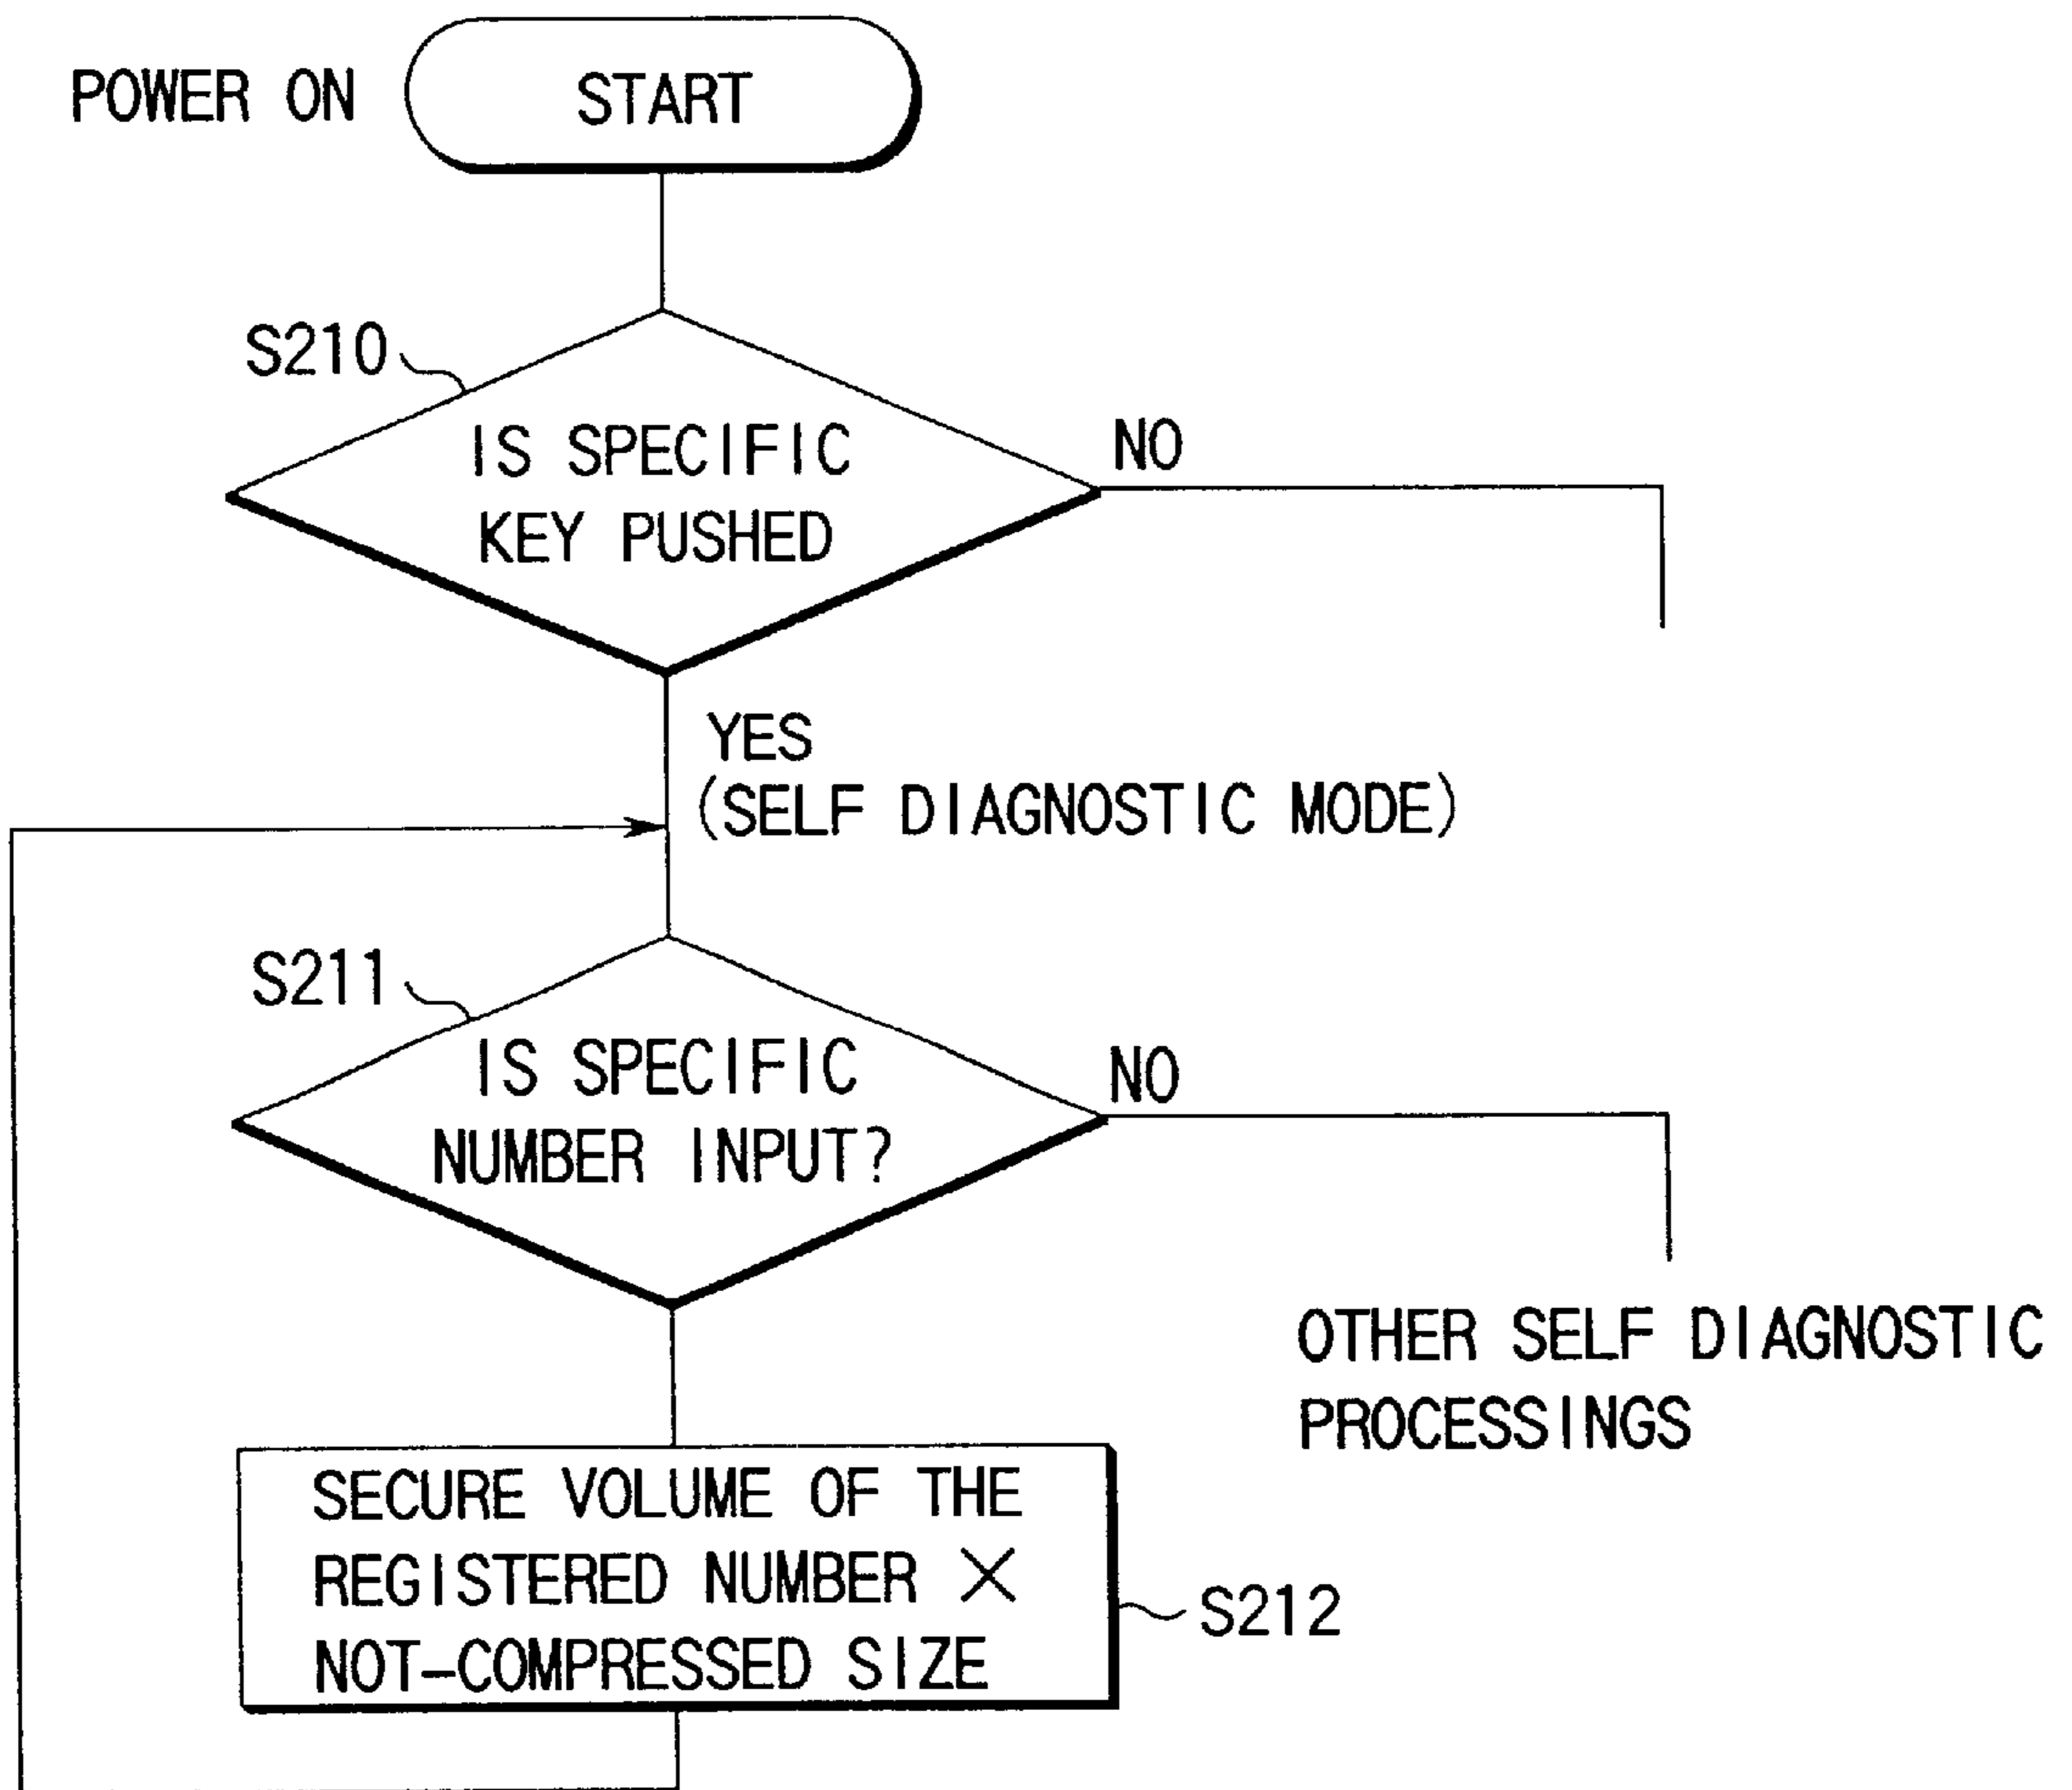 POWER ON
START
S210
IS SPECIFIC
KEY PUSHED
NO
YES
(SELF DIAGNOSTIC MODE)
S211
IS SPECIFIC
NUMBER INPUT?
NO
OTHER SELF DIAGNOSTIC
PROCESSINGS
SECURE VOLUME OF THE
REGISTERED NUMBER ×
NOT-COMPRESSED SIZE
S212